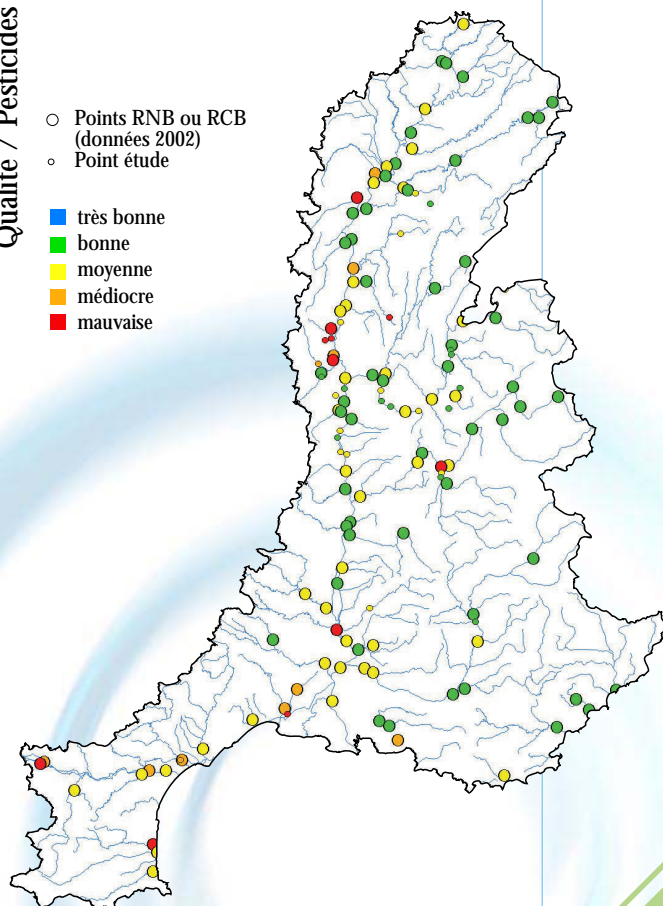 Qualité / Pesticides
Points RNB ou RCB
(données 2002)
Point étude
très bonne
bonne
moyenne
médiocre
mauvaise